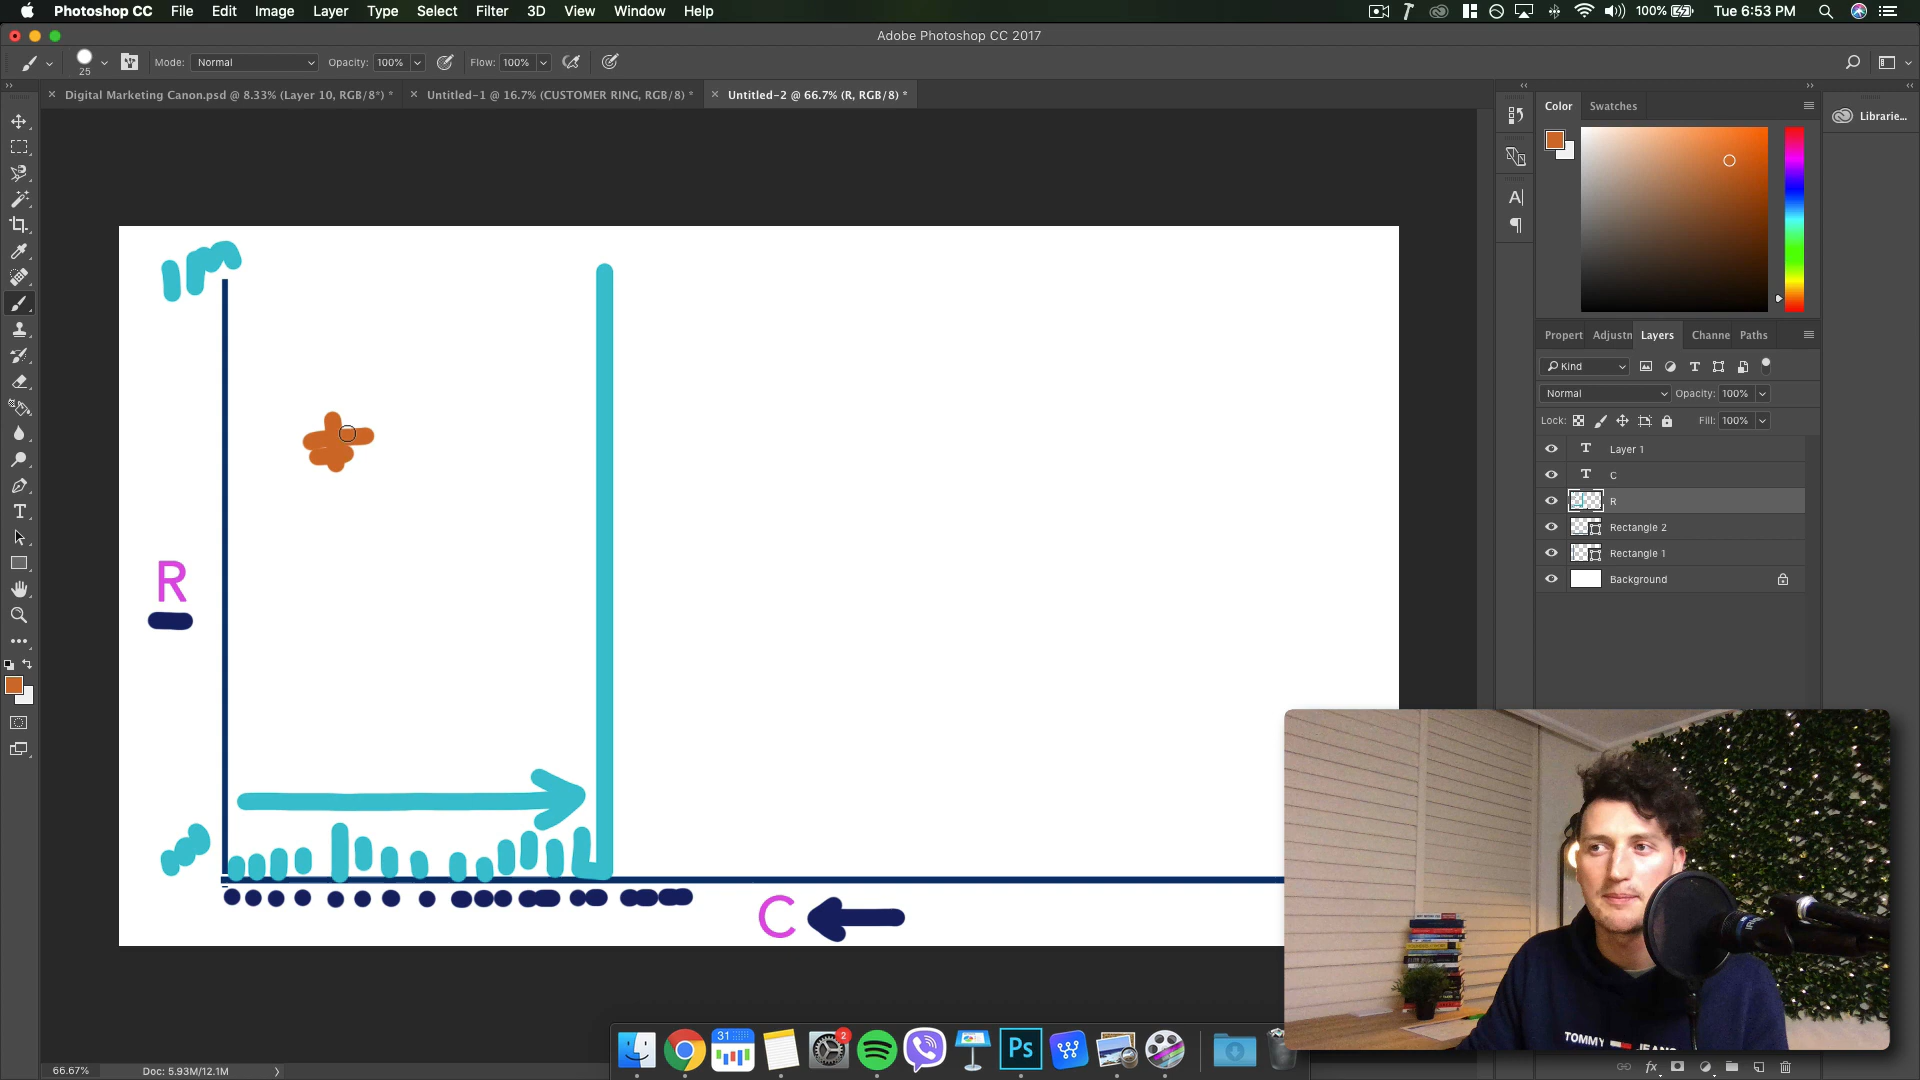 Photoshop CC File Edit Image Layer Type Select Filter 3D View Window Help
100% Tue 6:53 PM
Adobe Photoshop CC 2017
25 Mode: Normal Opacity: 100% Flow: 100%
Digital Marketing Canon.psd @ 8.33% (Layer 10, RGB/8*) *
Untitled-1 @ 16.7% (CUSTOMER RING, RGB/8) *
Untitled-2 @ 66.7% (R, RGB/8) *
Color Swatches
Librarie...
Propert Adjustn Layers Channe Paths
Kind
Normal Opacity: 100%
Lock: Fill: 100%
Layer 1
C
R
Rectangle 2
Rectangle 1
Background
1m
R
C
31
2
Ps
TOMMY JEANS
66.67% Doc: 5.93M/12.1M
fx